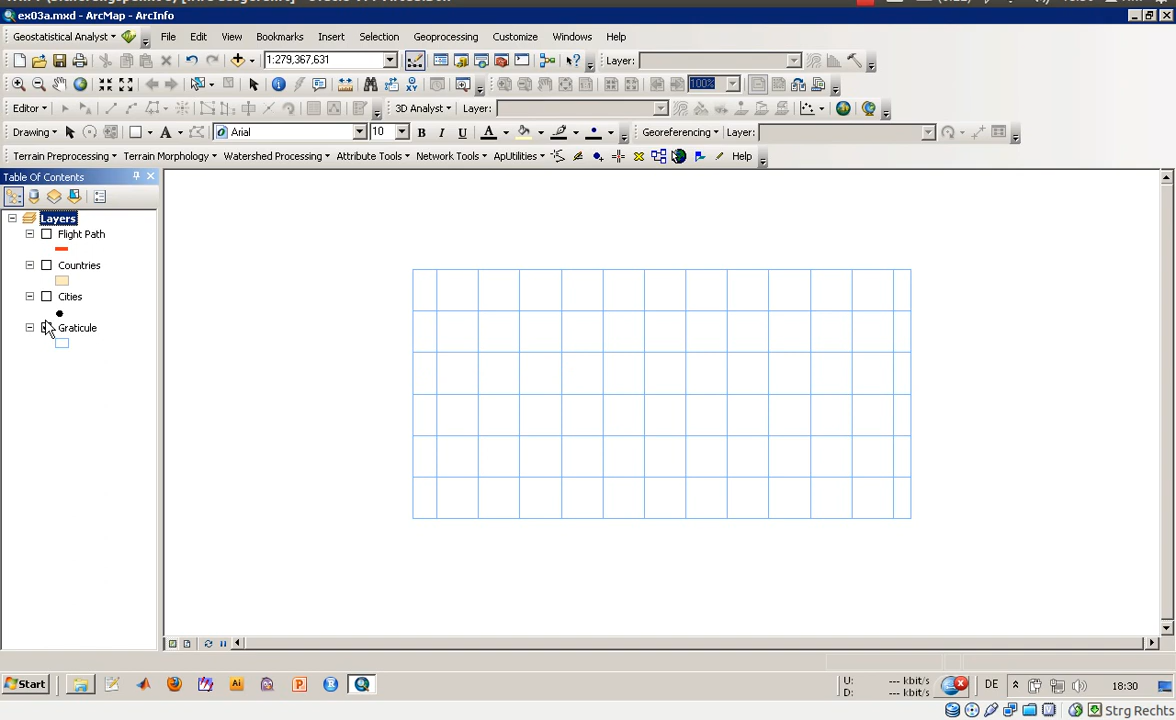 ex03a.mxd - ArcMap - ArcInfo
Geostatistical Analyst File Edit View Bookmarks Insert Selection Geoprocessing Customize Windows Help
1:279,367,631 Layer:
100%
Editor 3D Analyst Layer:
Drawing A Arial 10 B I U A Georeferencing Layer:
Terrain Preprocessing Terrain Morphology Watershed Processing Attribute Tools Network Tools ApUtilities Help
Table Of Contents
Layers
Flight Path
Countries
Cities
Graticule
Start Ai P R U: --- kbit/s DE 18:30
D: --- kbit/s
Strg Rechts